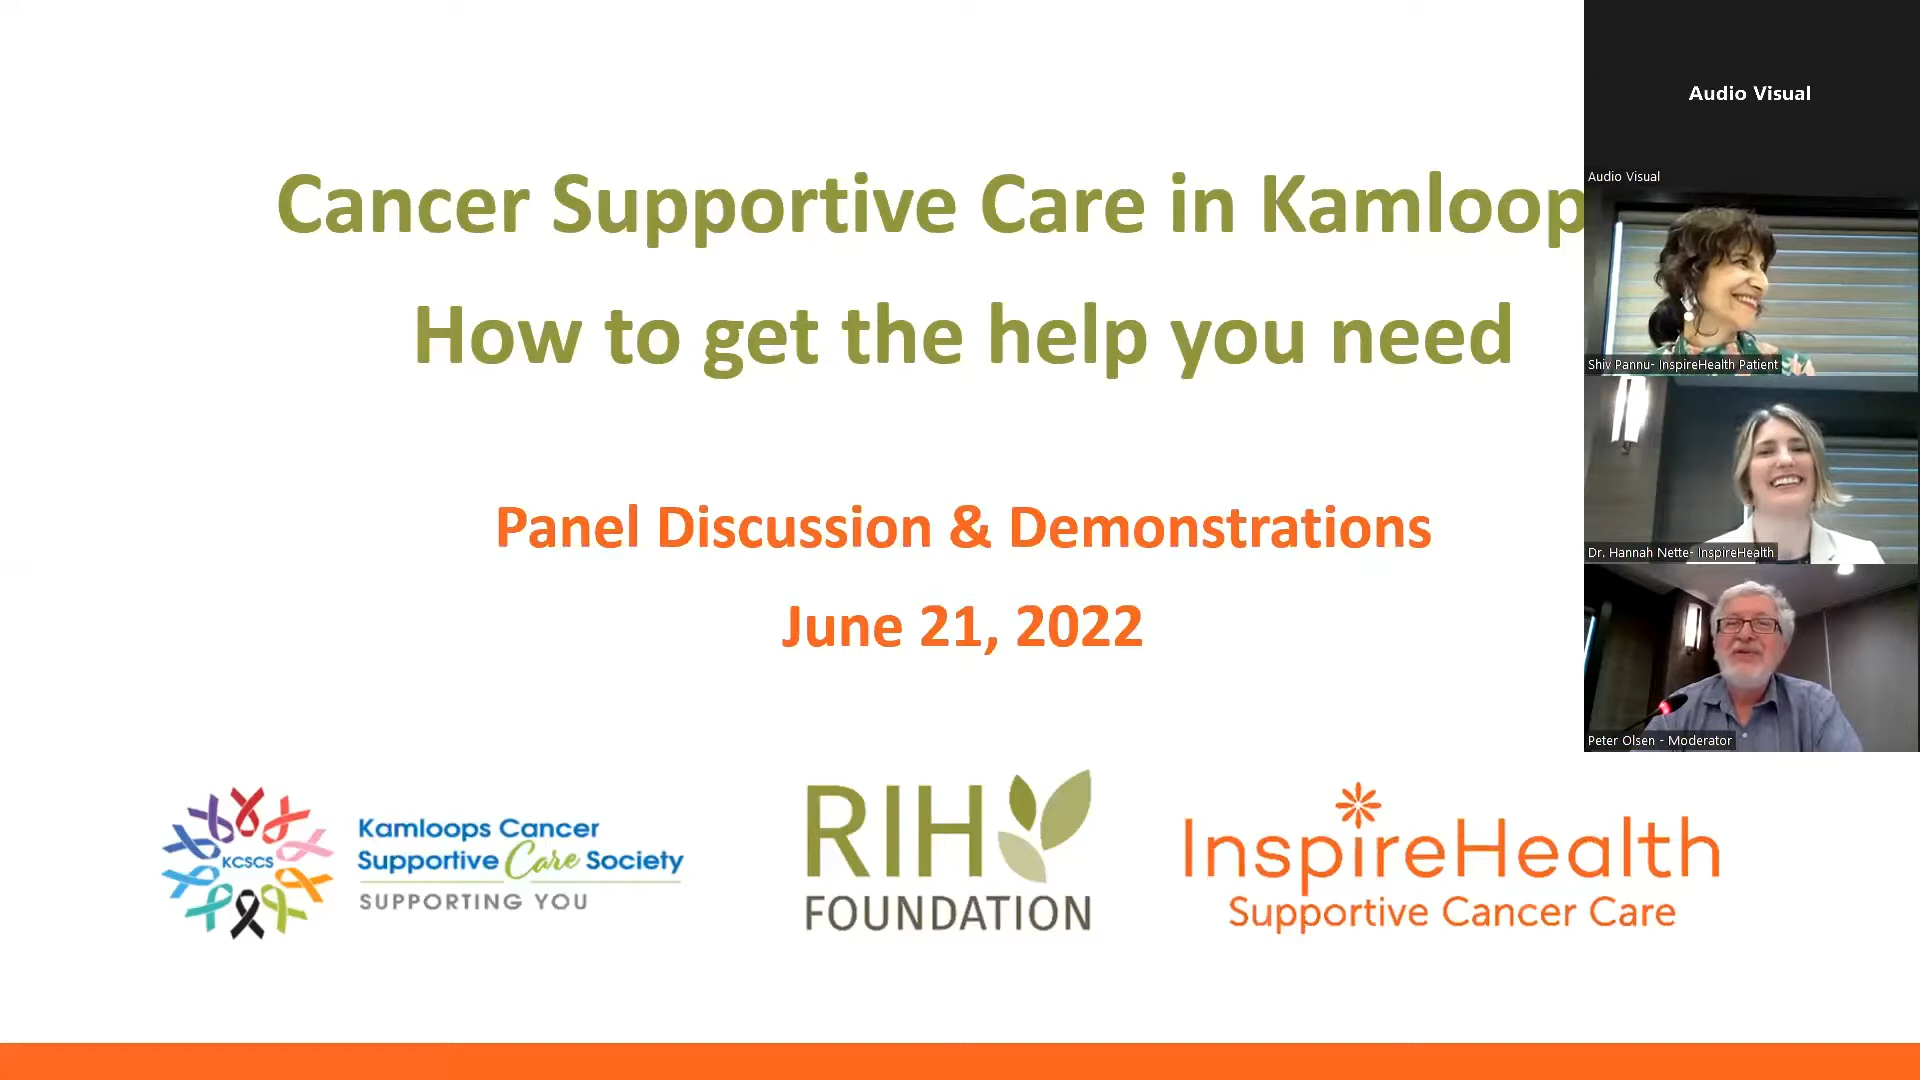 Cancer Supportive Care in Kamloop
How to get the help you need
Panel Discussion & Demonstrations
June 21, 2022
KCSCS
Kamloops Cancer
Supportive Care Society
SUPPORTING YOU
RIH
FOUNDATION
InspireHealth
Supportive Cancer Care
Audio Visual
Audio Visual
Shiv Pannu- InspireHealth Patient
Dr. Hannah Nette- InspireHealth
Peter Olsen - Moderator